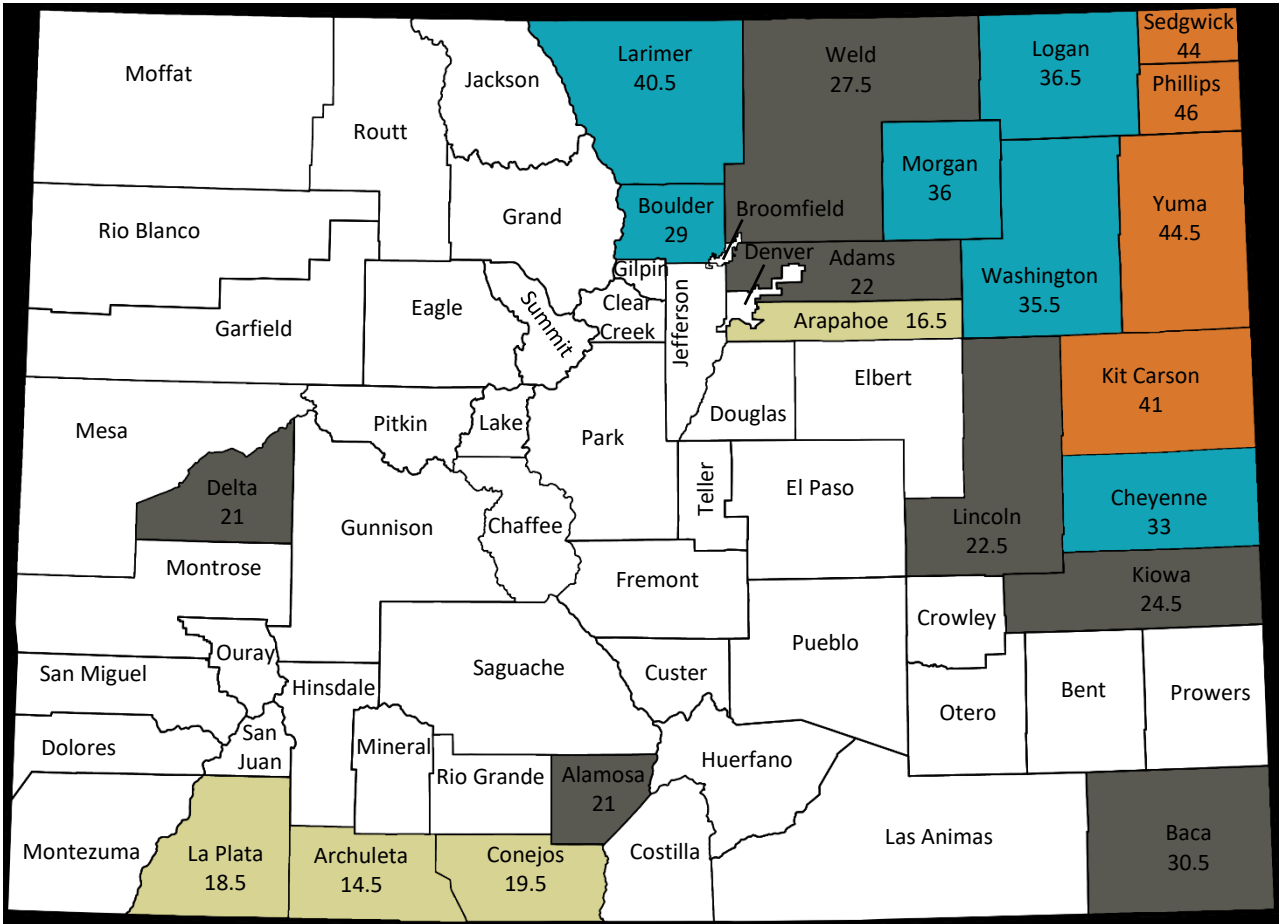 Moffat
Routt
Jackson
Larimer
40.5
Weld
27.5
Logan
36.5
Sedgwick
44
Phillips
46
Rio Blanco
Grand
Boulder
29
Broomfield
Morgan
36
Washington
35.5
Yuma
44.5
Garfield
Eagle
Summit
Gilpin
Clear
Creek
Jefferson
Denver
Adams
22
Arapahoe 16.5
Mesa
Pitkin
Lake
Park
Douglas
Elbert
Kit Carson
41
Delta
21
Gunnison
Chaffee
Teller
El Paso
Lincoln
22.5
Cheyenne
33
Montrose
Fremont
Kiowa
24.5
Crowley
Pueblo
Ouray
San Miguel
Hinsdale
Saguache
Custer
Otero
Bent
Prowers
Dolores
San
Juan
Mineral
Rio Grande
Alamosa
21
Huerfano
Montezuma
La Plata
18.5
Archuleta
14.5
Conejos
19.5
Costilla
Las Animas
Baca
30.5